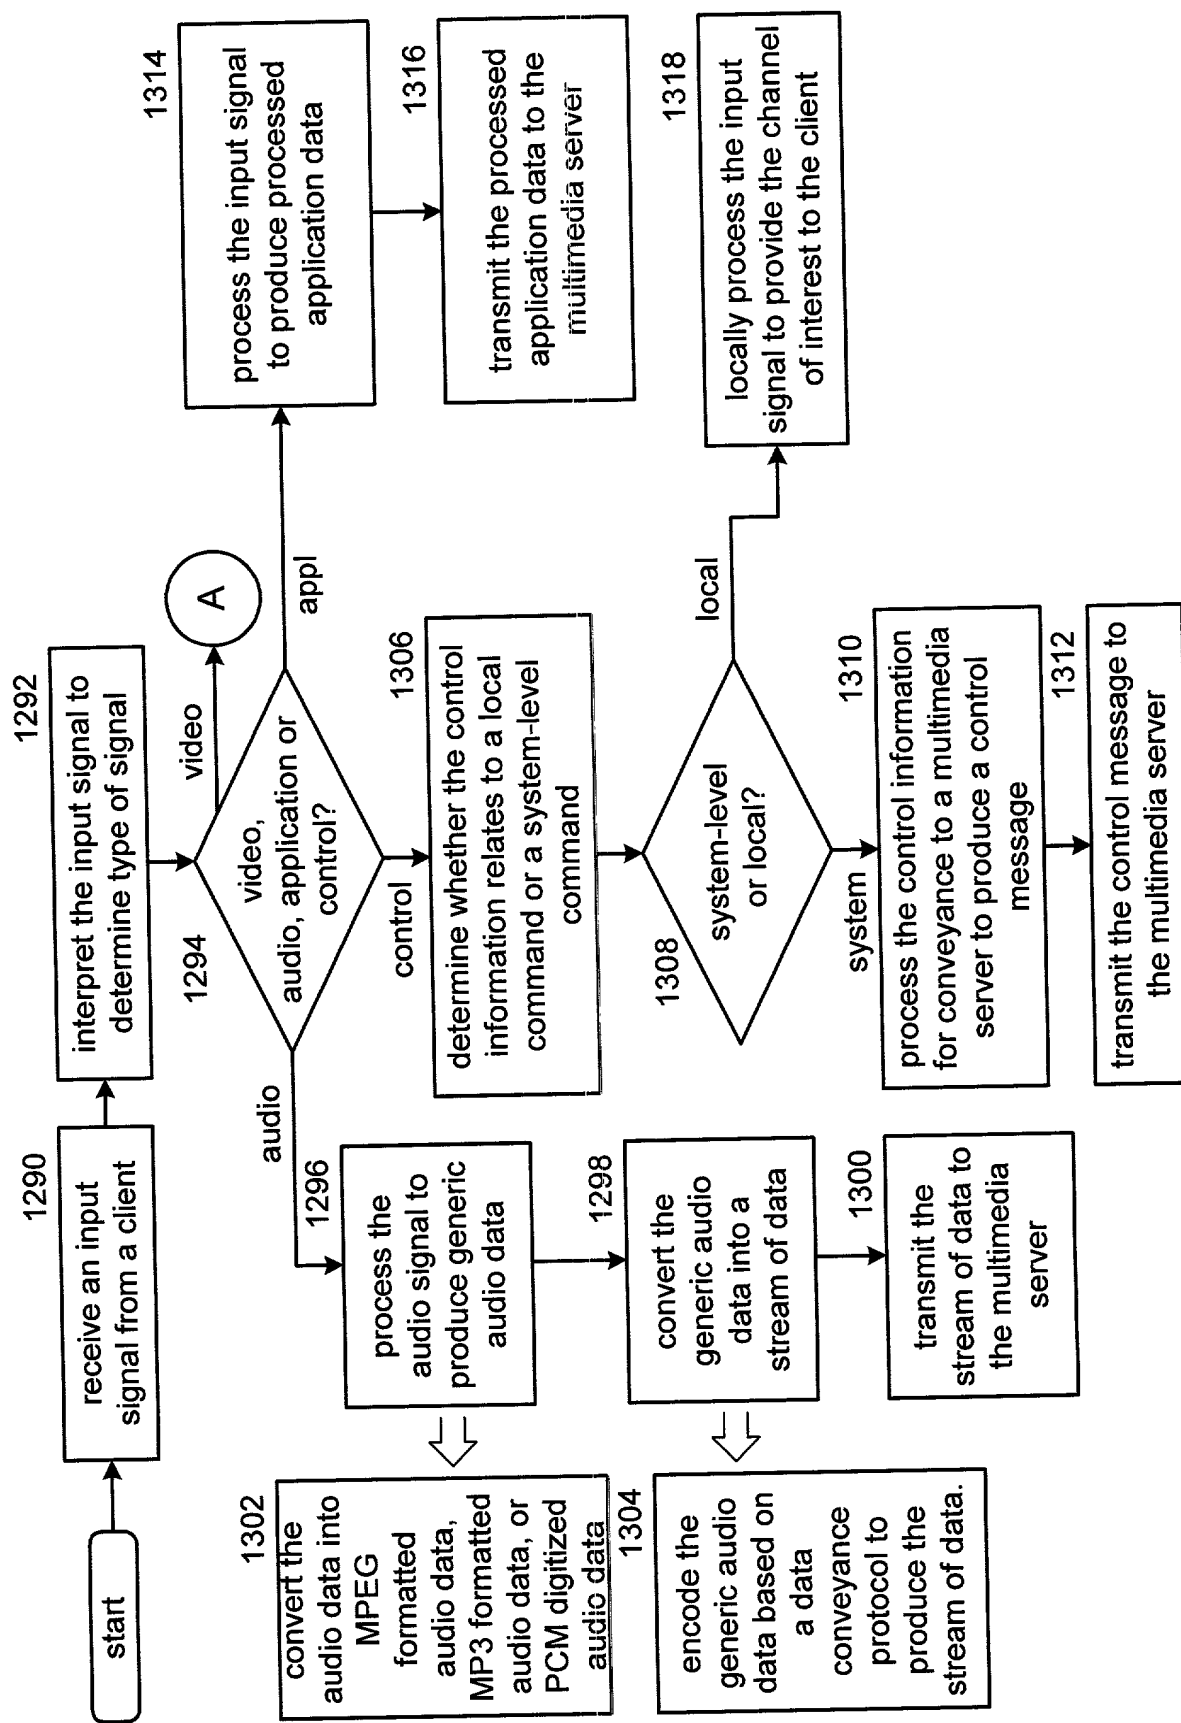 start
1290
receive an input
signal from a client
1292
interpret the input signal to
determine type of signal
1294
video,
audio, application or
control?
video
A
appl
1314
process the input signal
to produce processed
application data
1316
transmit the processed
application data to the
multimedia server
audio
1296
process the
audio signal to
produce generic
audio data
1302
convert the
audio data into
MPEG
formatted
audio data,
MP3 formatted
audio data, or
PCM digitized
audio data
1298
convert the
generic audio
data into a
stream of data
1304
encode the
generic audio
data based on
a data
conveyance
protocol to
produce the
stream of data.
1300
transmit the
stream of data to
the multimedia
server
control
1306
determine whether the control
information relates to a local
command or a system-level
command
1308
system-level
or local?
local
1318
locally process the input
signal to provide the channel
of interest to the client
system
1310
process the control information
for conveyance to a multimedia
server to produce a control
message
1312
transmit the control message to
the multimedia server